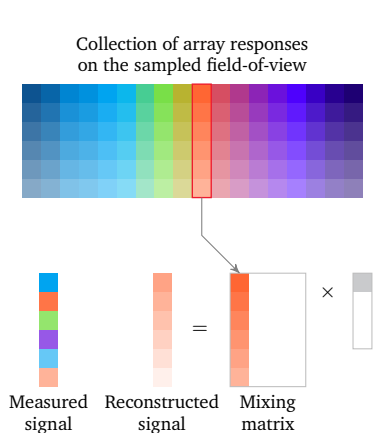 Collection of array responses
on the sampled field-of-view
=
×
Measured
signal
Reconstructed
signal
Mixing
matrix